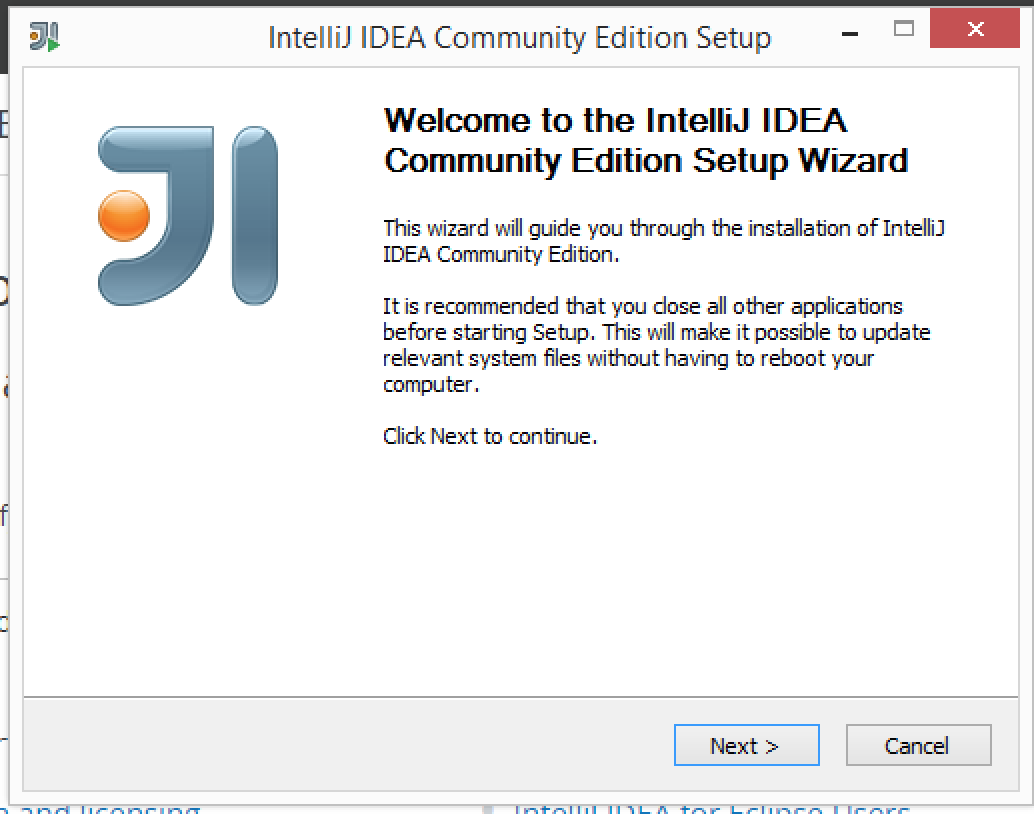 IntelliJ IDEA Community Edition Setup
Welcome to the IntelliJ IDEA
Community Edition Setup Wizard
This wizard will guide you through the installation of IntelliJ
IDEA Community Edition.
It is recommended that you close all other applications
before starting Setup. This will make it possible to update
relevant system files without having to reboot your
computer.
Click Next to continue.
Next >
Cancel
and licensing
IntelliJ IDEA for Eclipse Users